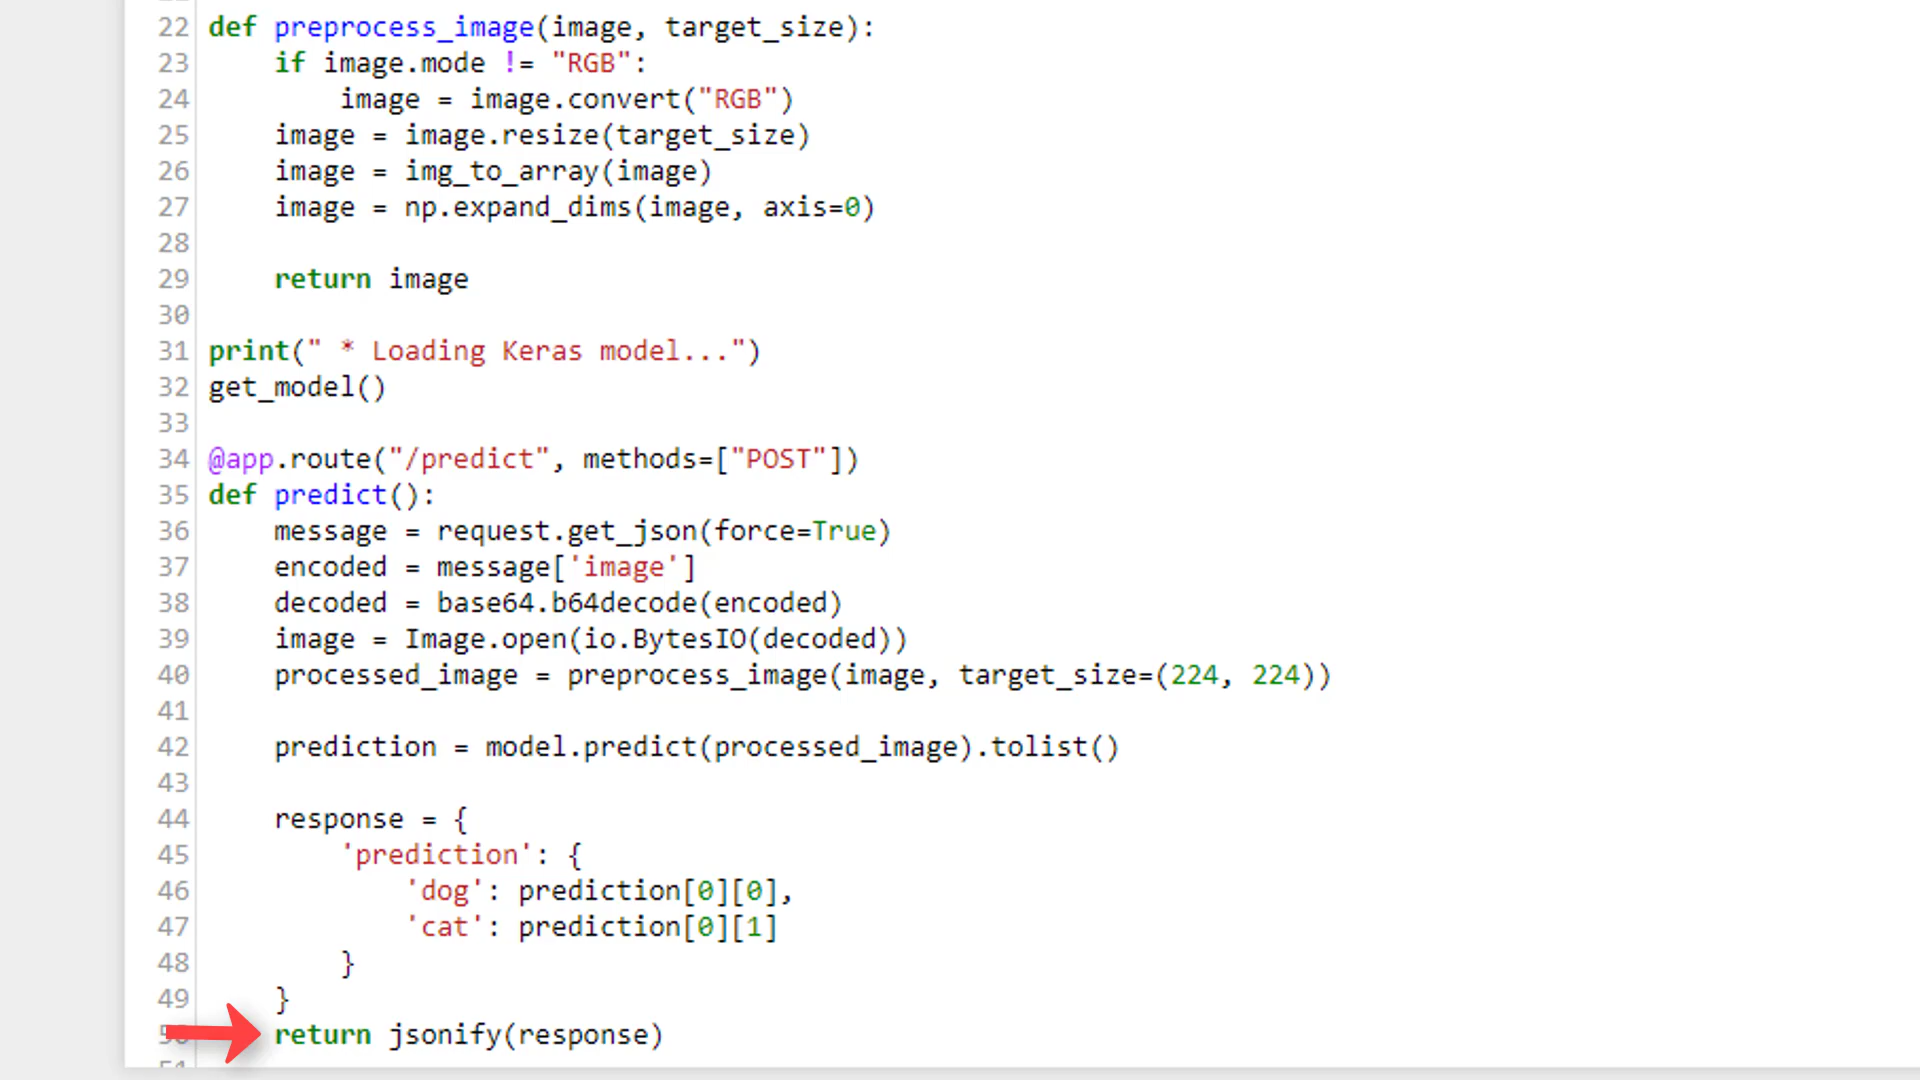 22 def preprocess_image(image, target_size):
23     if image.mode != "RGB":
24         image = image.convert("RGB")
25     image = image.resize(target_size)
26     image = img_to_array(image)
27     image = np.expand_dims(image, axis=0)
28
29     return image
30
31 print(" * Loading Keras model...")
32 get_model()
33
34 @app.route("/predict", methods=["POST"])
35 def predict():
36     message = request.get_json(force=True)
37     encoded = message['image']
38     decoded = base64.b64decode(encoded)
39     image = Image.open(io.BytesIO(decoded))
40     processed_image = preprocess_image(image, target_size=(224, 224))
41
42     prediction = model.predict(processed_image).tolist()
43
44     response = {
45         'prediction': {
46             'dog': prediction[0][0],
47             'cat': prediction[0][1]
48         }
49     }
    return jsonify(response)